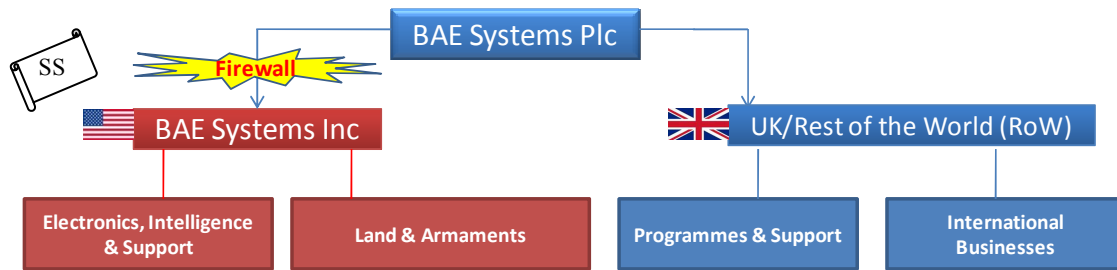 BAE Systems Plc
SS
Firewall
BAE Systems Inc
UK/Rest of the World (RoW)
Electronics, Intelligence
& Support
Land & Armaments
Programmes & Support
International
Businesses